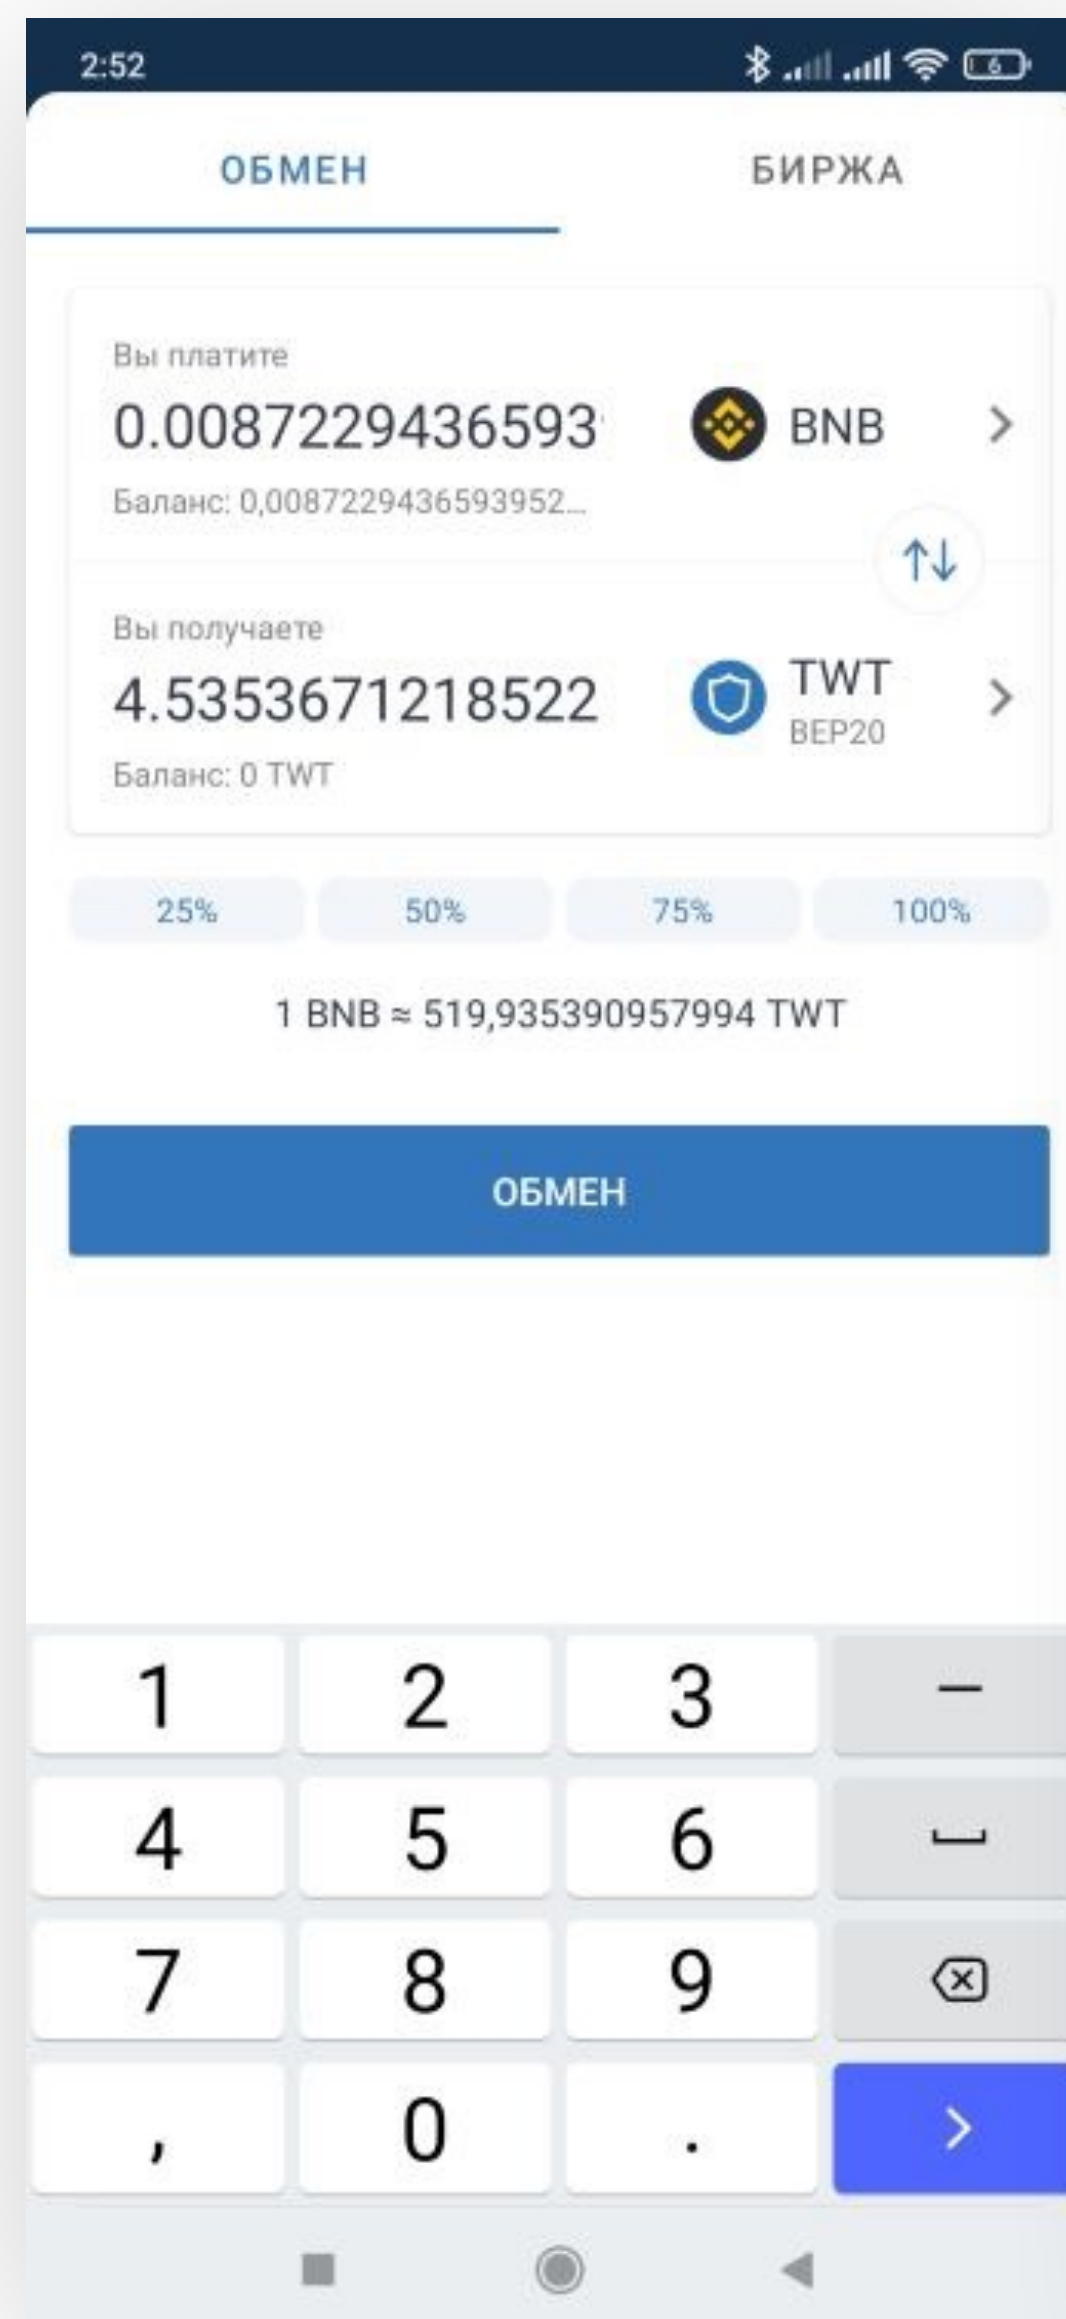 2:52
6
ОБМЕН БИРЖА
Вы платите
0.0087229436593
BNB
Баланс: 0,0087229436593952...
Вы получаете
4.5353671218522
TWT
BEP20
Баланс: 0 TWT
25% 50% 75% 100%
1 BNB ≈ 519,935390957994 TWT
ОБМЕН
1 2 3 –
4 5 6
7 8 9
, 0 .